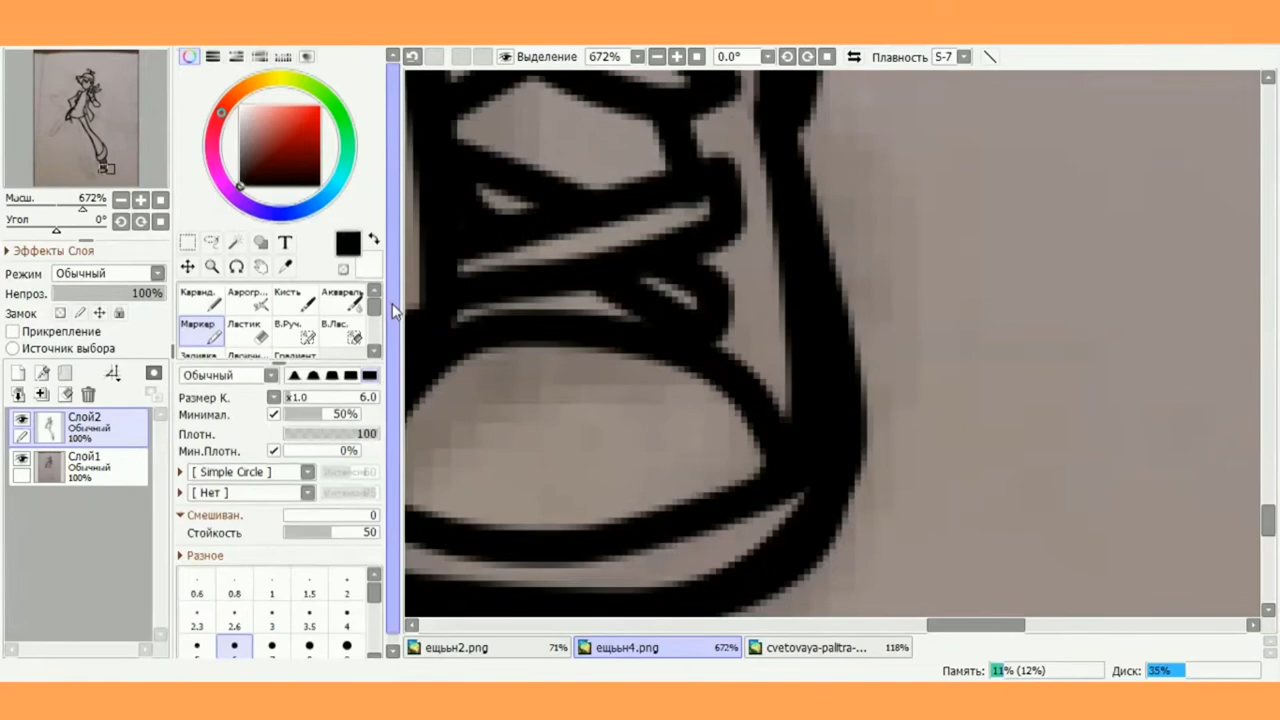 Выделение 672% 0.0° Плавность S-7
Масш. 672%
Угол 0°
Эффекты Слоя
Режим Обычный
Непроз. 100%
Замок
Прикрепление
Источник выбора
Слой2
Обычный
100%
Слой1
Обычный
100%
T
Каранд. Аэрогр... Кисть Акварель
Маркер Ластик В.Руч. В.Лас.
Заливка Градиент
Обычный
Размер К. x1.0 6.0
Минимал. 50%
Плотн. 100
Мин.Плотн. 0%
[ Simple Circle ]
[ Нет ]
Смешиван. 0
Стойкость 50
Разное
0.6 0.8 1 1.5 2
2.3 2.6 3 3.5 4
ещььн2.png 71% ещььн4.png 672% cvetovaya-palitra-... 118%
Память: 11% (12%) Диск: 35%